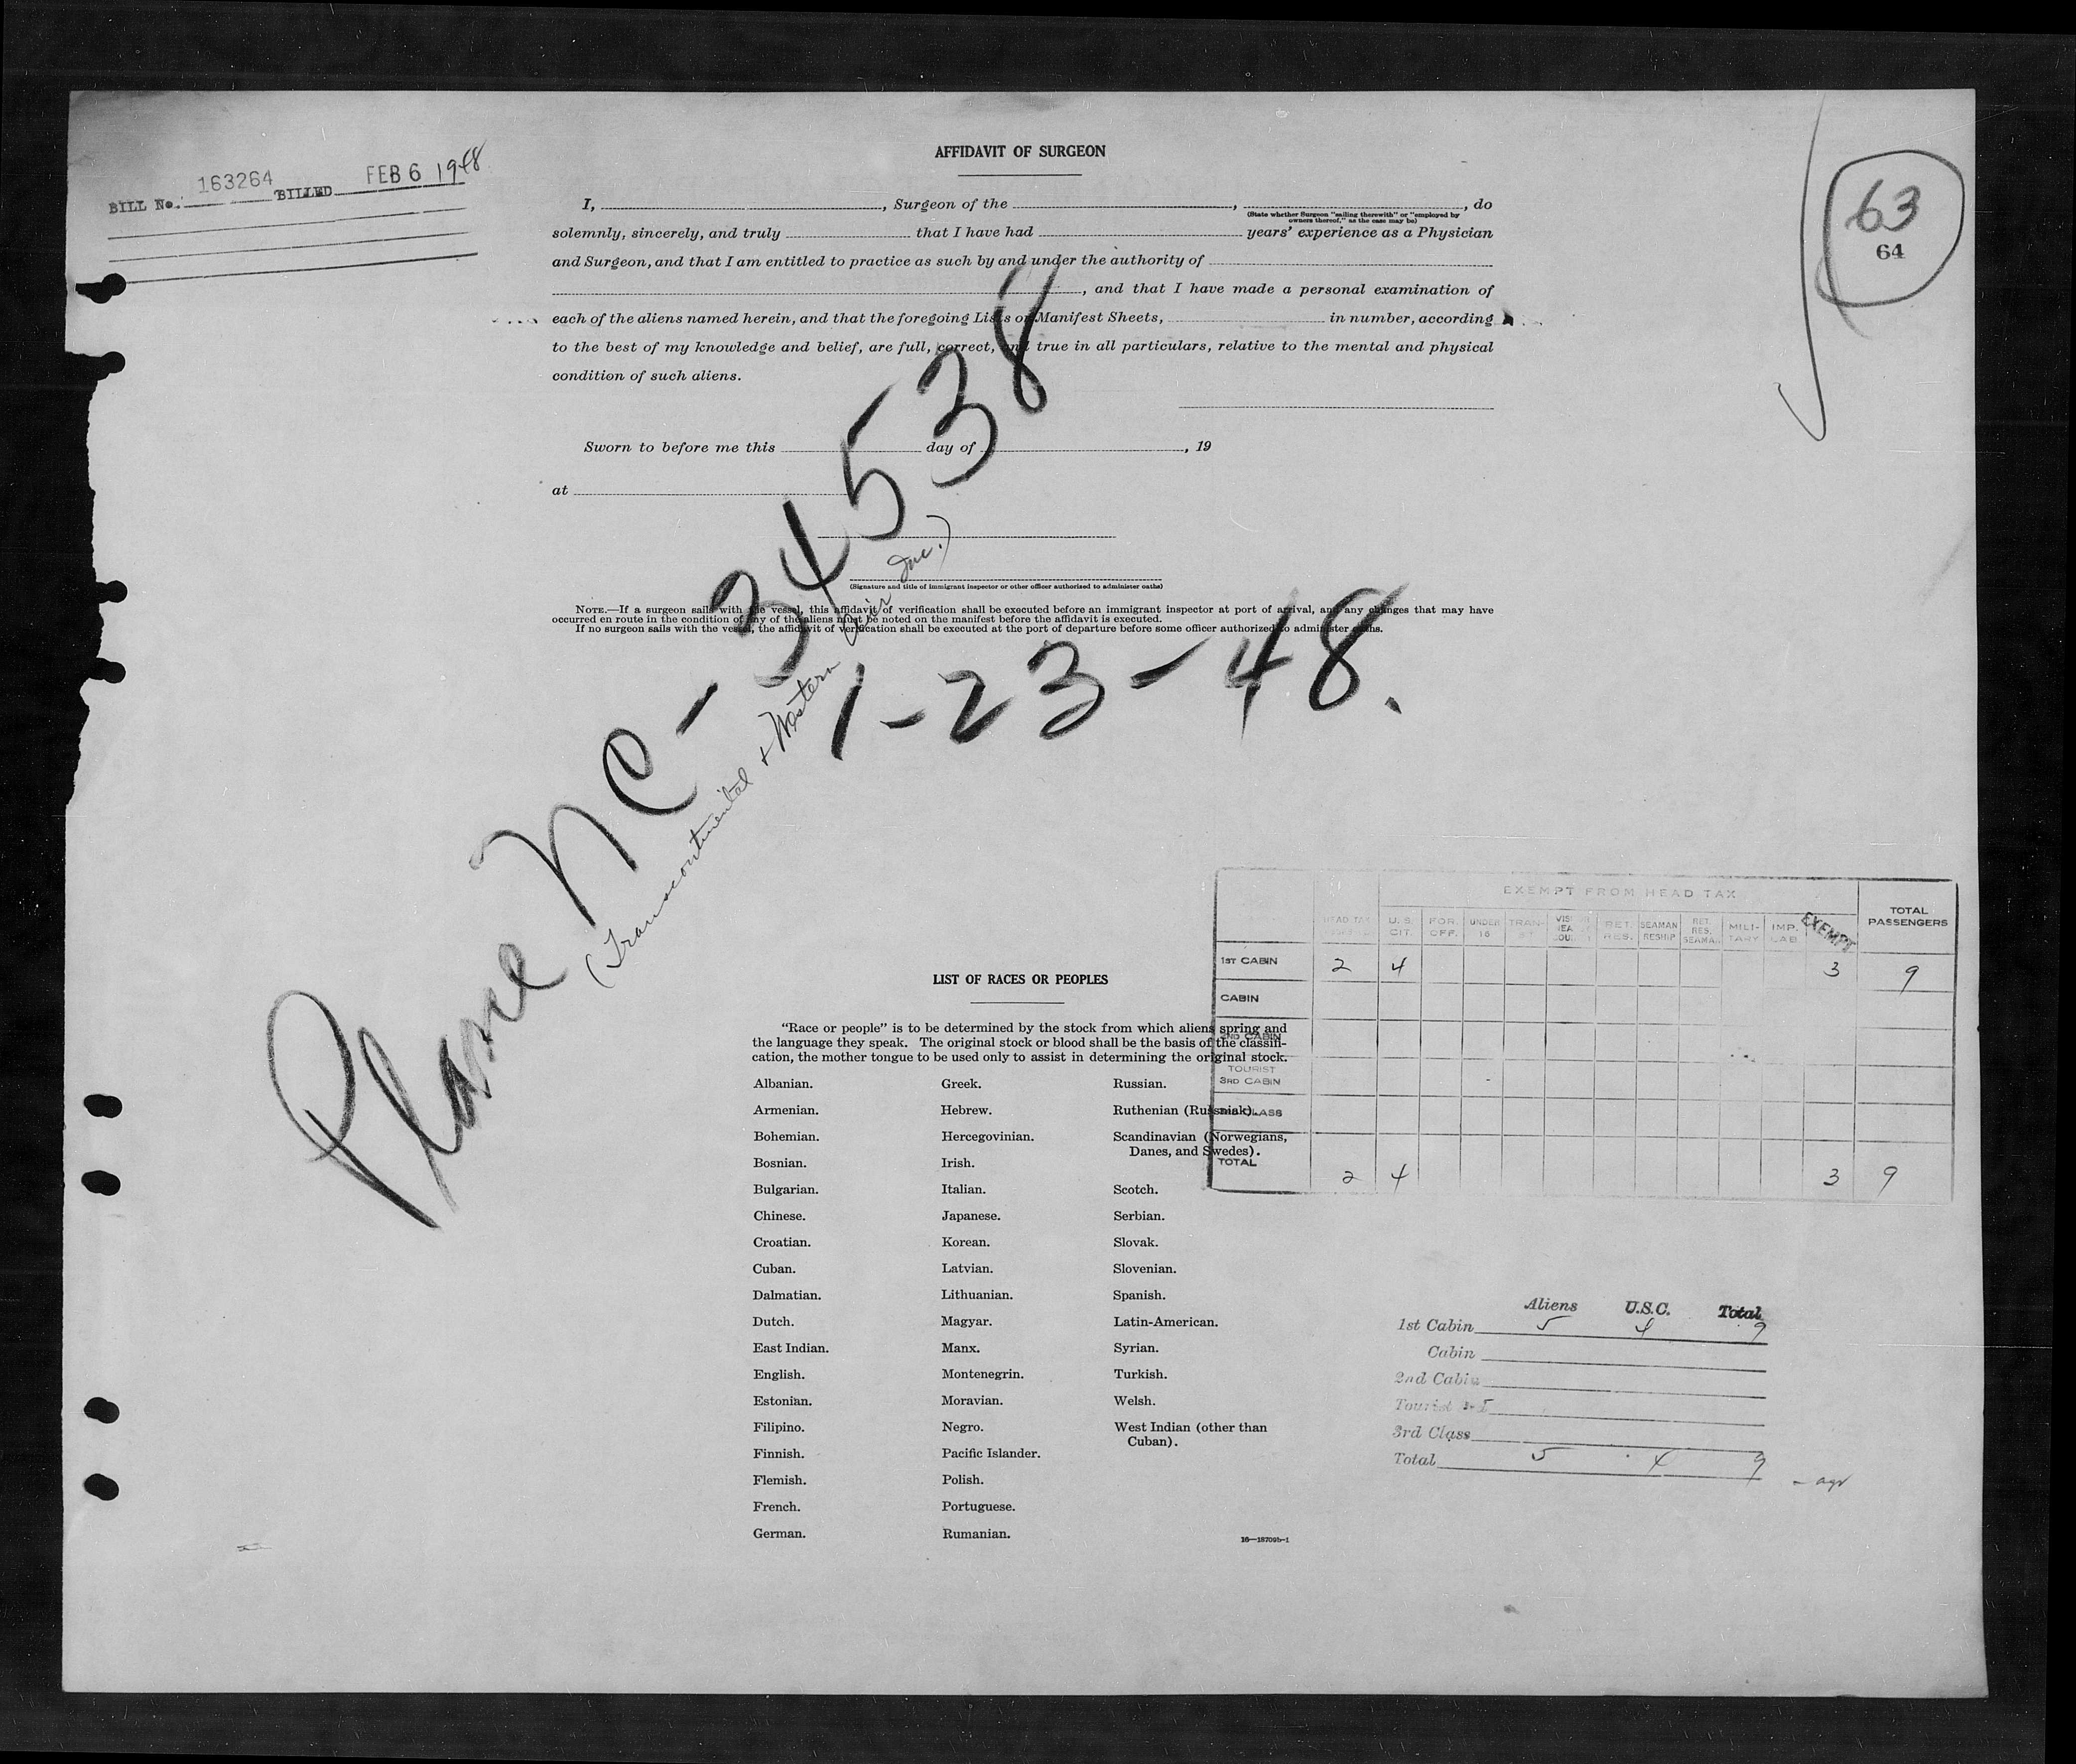 BILL No. 163264 BILLED FEB 6 1948
AFFIDAVIT OF SURGEON
63
64
I, , Surgeon of the , , do
(State whether Surgeon "sailing therewith" or "employed by
owners thereof," as the case may be)
solemnly, sincerely, and truly that I have had years' experience as a Physician
and Surgeon, and that I am entitled to practice as such by and under the authority of
, and that I have made a personal examination of
each of the aliens named herein, and that the foregoing Lists or Manifest Sheets, in number, according
to the best of my knowledge and belief, are full, correct, and true in all particulars, relative to the mental and physical
condition of such aliens.
Sworn to before me this day of , 19
at
(Signature and title of immigrant inspector or other officer authorized to administer oaths)
NOTE.—If a surgeon sails with the vessel, this affidavit of verification shall be executed before an immigrant inspector at port of arrival, and any changes that may have
occurred en route in the condition of any of the aliens must be noted on the manifest before the affidavit is executed.
If no surgeon sails with the vessel, the affidavit of verification shall be executed at the port of departure before some officer authorized to administer oaths.
Plane NC-34538
(Transcontinental & Western Air Inc.)
1-23-48.
EXEMPT FROM HEAD TAX
HEAD TAX U.S. CIT. FOR. OFF. UNDER 16 TRAN- RET. RES. SEAMAN RESHIP RET. RES. SEAMAN MILI- TARY IMP. LAB. EXEMPT TOTAL PASSENGERS
1ST CABIN 2 4 3 9
CABIN
2ND CABIN
TOURIST
3RD CABIN
3RD CLASS
TOTAL 2 4 3 9
LIST OF RACES OR PEOPLES
"Race or people" is to be determined by the stock from which aliens spring and
the language they speak. The original stock or blood shall be the basis of the classifi-
cation, the mother tongue to be used only to assist in determining the original stock.
Albanian. Greek. Russian.
Armenian. Hebrew. Ruthenian (Russniak).
Bohemian. Hercegovinian. Scandinavian (Norwegians,
Danes, and Swedes).
Bosnian. Irish.
Bulgarian. Italian. Scotch.
Chinese. Japanese. Serbian.
Croatian. Korean. Slovak.
Cuban. Latvian. Slovenian.
Dalmatian. Lithuanian. Spanish.
Dutch. Magyar. Latin-American.
East Indian. Manx. Syrian.
English. Montenegrin. Turkish.
Estonian. Moravian. Welsh.
Filipino. Negro. West Indian (other than
Cuban).
Finnish. Pacific Islander.
Flemish. Polish.
French. Portuguese.
German. Rumanian.
16—18709b-1
Aliens U.S.C. Total
1st Cabin 5 4 9
Cabin
2nd Cabin
Tourist
3rd Class
Total 5 4 9